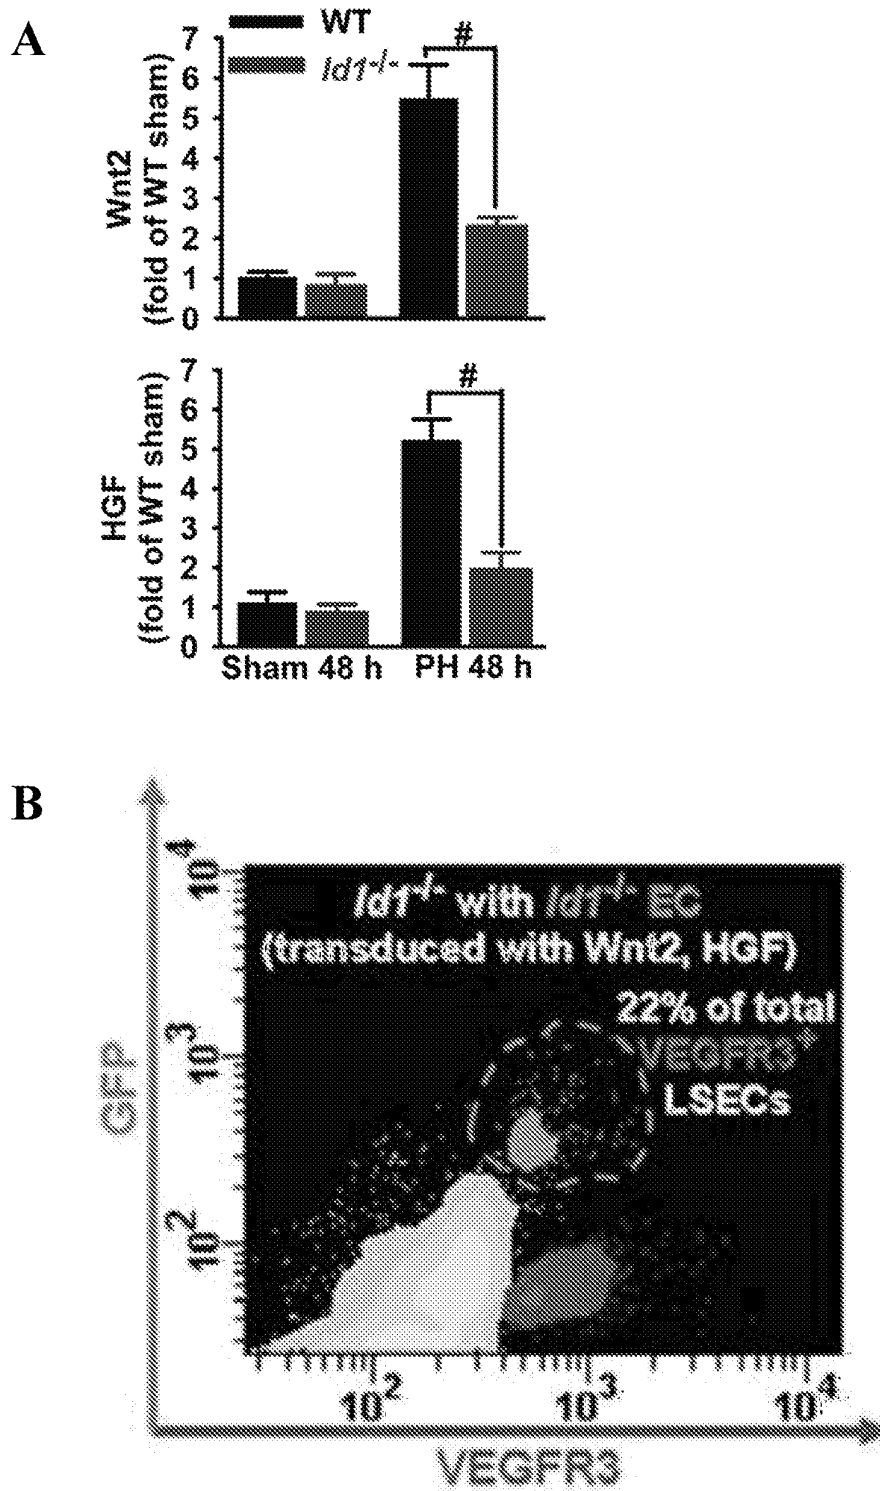 A
WT
Id1-/-
#
7
6
5
4
3
2
1
0
Wnt2
(fold of WT sham)
#
7
6
5
4
3
2
1
0
HGF
(fold of WT sham)
Sham 48 h PH 48 h
B
Id1-/- with Id1-/- EC
(transduced with Wnt2, HGF)
22% of total
VEGFR3+
LSECs
GFP
10^4
10^3
10^2
10^2 10^3 10^4
VEGFR3